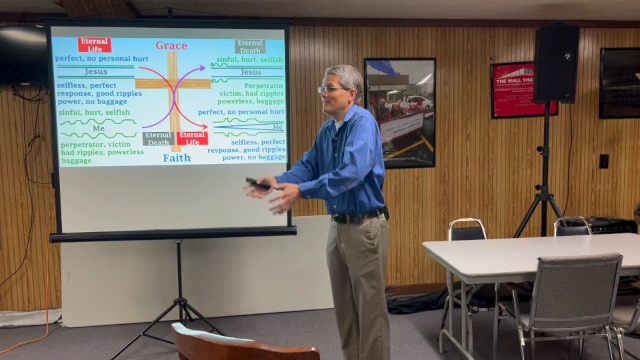 Eternal
Life
Grace
Eternal
Death
perfect, no personal hurt
sinful, hurt, selfish
Jesus
Jesus
selfless, perfect
response, good ripples
power, no baggage
Perpetrator
victim, bad ripples
powerless, baggage
sinful, hurt, selfish
perfect, no personal hurt
Me
Me
perpetrator, victim
bad ripples, powerless
baggage
Eternal
Death
Eternal
Life
Faith
selfless, perfect
response, good ripples
power, no baggage
THE WALL THA